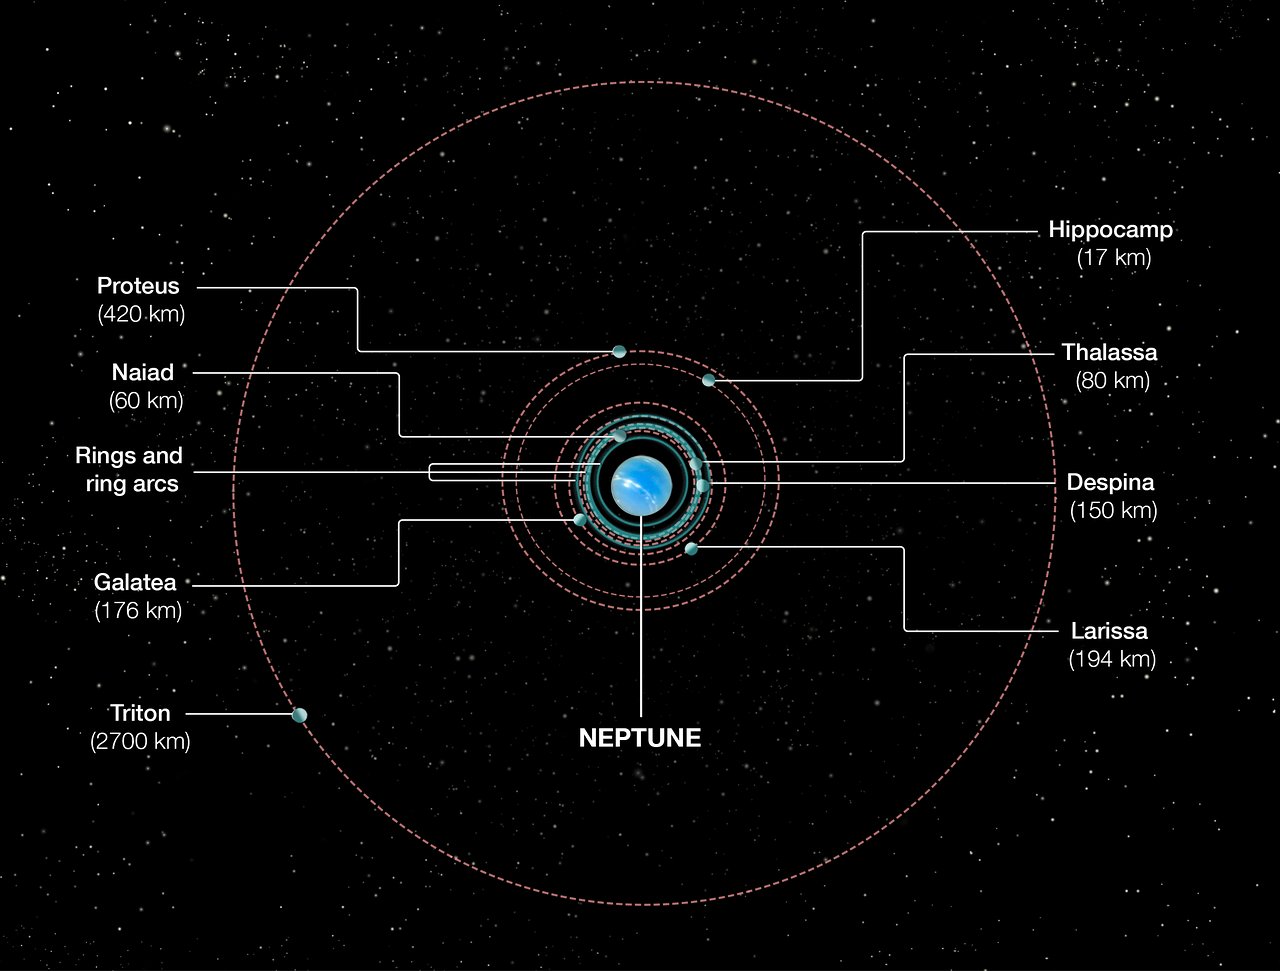 Hippocamp
(17 km)
Proteus
(420 km)
Thalassa
(80 km)
Naiad
(60 km)
Rings and
ring arcs
Despina
(150 km)
Galatea
(176 km)
Larissa
(194 km)
Triton
(2700 km)
NEPTUNE